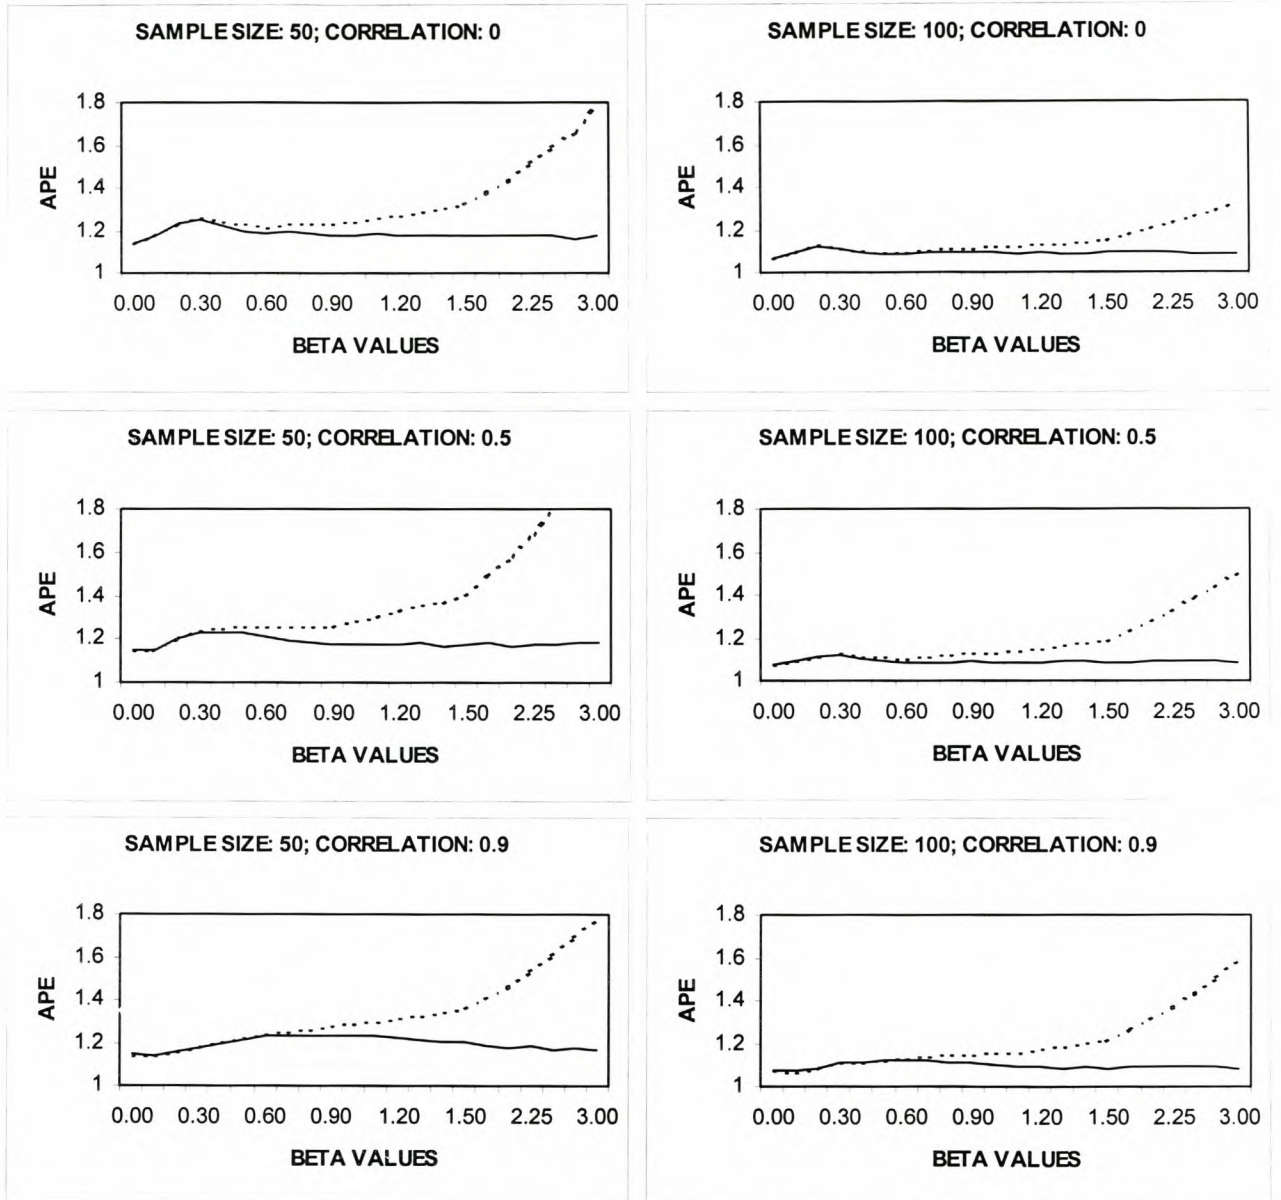 SAMPLE SIZE: 50; CORRELATION: 0
1.8
1.6
1.4
1.2
1
APE
0.00 0.30 0.60 0.90 1.20 1.50 2.25 3.00
BETA VALUES
SAMPLE SIZE: 100; CORRELATION: 0
1.8
1.6
1.4
1.2
1
APE
0.00 0.30 0.60 0.90 1.20 1.50 2.25 3.00
BETA VALUES
SAMPLE SIZE: 50; CORRELATION: 0.5
1.8
1.6
1.4
1.2
1
APE
0.00 0.30 0.60 0.90 1.20 1.50 2.25 3.00
BETA VALUES
SAMPLE SIZE: 100; CORRELATION: 0.5
1.8
1.6
1.4
1.2
1
APE
0.00 0.30 0.60 0.90 1.20 1.50 2.25 3.00
BETA VALUES
SAMPLE SIZE: 50; CORRELATION: 0.9
1.8
1.6
1.4
1.2
1
APE
0.00 0.30 0.60 0.90 1.20 1.50 2.25 3.00
BETA VALUES
SAMPLE SIZE: 100; CORRELATION: 0.9
1.8
1.6
1.4
1.2
1
APE
0.00 0.30 0.60 0.90 1.20 1.50 2.25 3.00
BETA VALUES